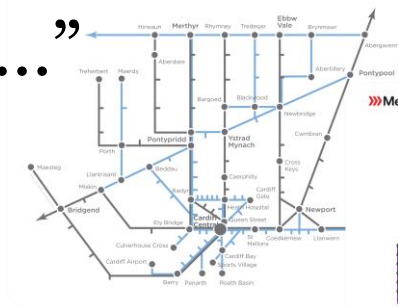 ”
...
Hirwaun Merthyr Rhymney Tredegar Ebbw Vale Brynmawr
Abergavenny
Aberdare
Treherbert Maerdy
Abertillery
Pontypool
Bargoed Blackwood
Newbridge
»Me
Pontypridd
Ystrad Mynach
Cwmbran
Porth
Maesteg
Beddau
Cross Keys
Llantrisant
Caerphilly
Miskin
Radyr
Cardiff Gate
Heath Hospital
Bridgend
Newport
Ely Bridge
Cardiff Central
Queen Street
Culverhouse Cross
St Mellons
Coedkernew
Llanwern
Cardiff Airport
Cardiff Bay
Sports Village
Barry Penarth Roath Basin